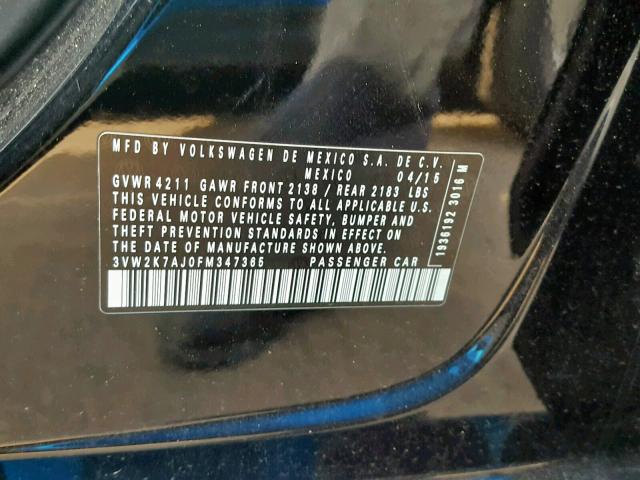 MFD BY VOLKSWAGEN DE MEXICO S.A. DE C.V.
MEXICO 04/15
GVWR 4211 GAWR FRONT 2138 / REAR 2183 LBS
THIS VEHICLE CONFORMS TO ALL APPLICABLE U.S.
FEDERAL MOTOR VEHICLE SAFETY, BUMPER AND
THEFT PREVENTION STANDARDS IN EFFECT ON
THE DATE OF MANUFACTURE SHOWN ABOVE.
3VW2K7AJ0FM347365 PASSENGER CAR
1936192 3016 M